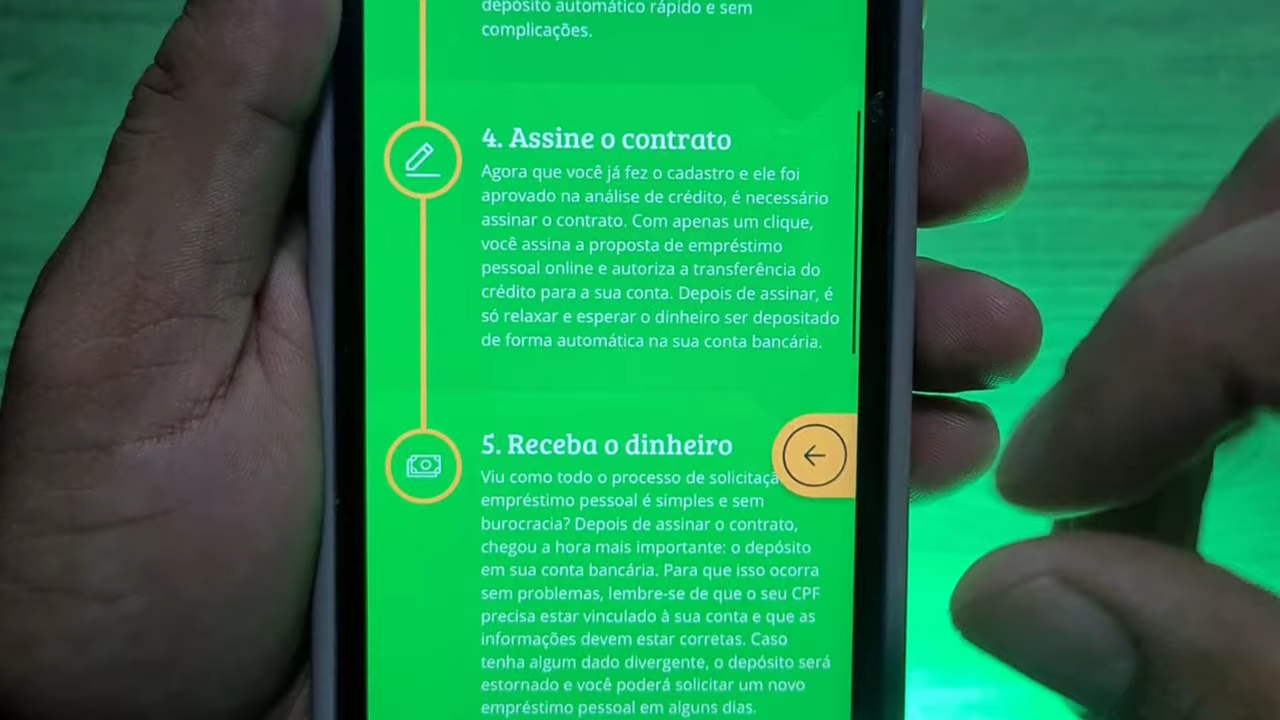 depósito automático rápido e sem
complicações.
4. Assine o contrato
Agora que você já fez o cadastro e ele foi
aprovado na análise de crédito, é necessário
assinar o contrato. Com apenas um clique,
você assina a proposta de empréstimo
pessoal online e autoriza a transferência do
crédito para a sua conta. Depois de assinar, é
só relaxar e esperar o dinheiro ser depositado
de forma automática na sua conta bancária.
5. Receba o dinheiro
Viu como todo o processo de
empréstimo pessoal é simples e sem
burocracia? Depois de assinar o contrato,
chegou a hora mais importante: o depósito
em sua conta bancária. Para que isso ocorra
sem problemas, lembre-se de que o seu CPF
precisa estar vinculado à sua conta e que as
informações devem estar corretas. Caso
tenha algum dado divergente, o depósito será
estornado e você poderá solicitar um novo
empréstimo pessoal em alguns dias.